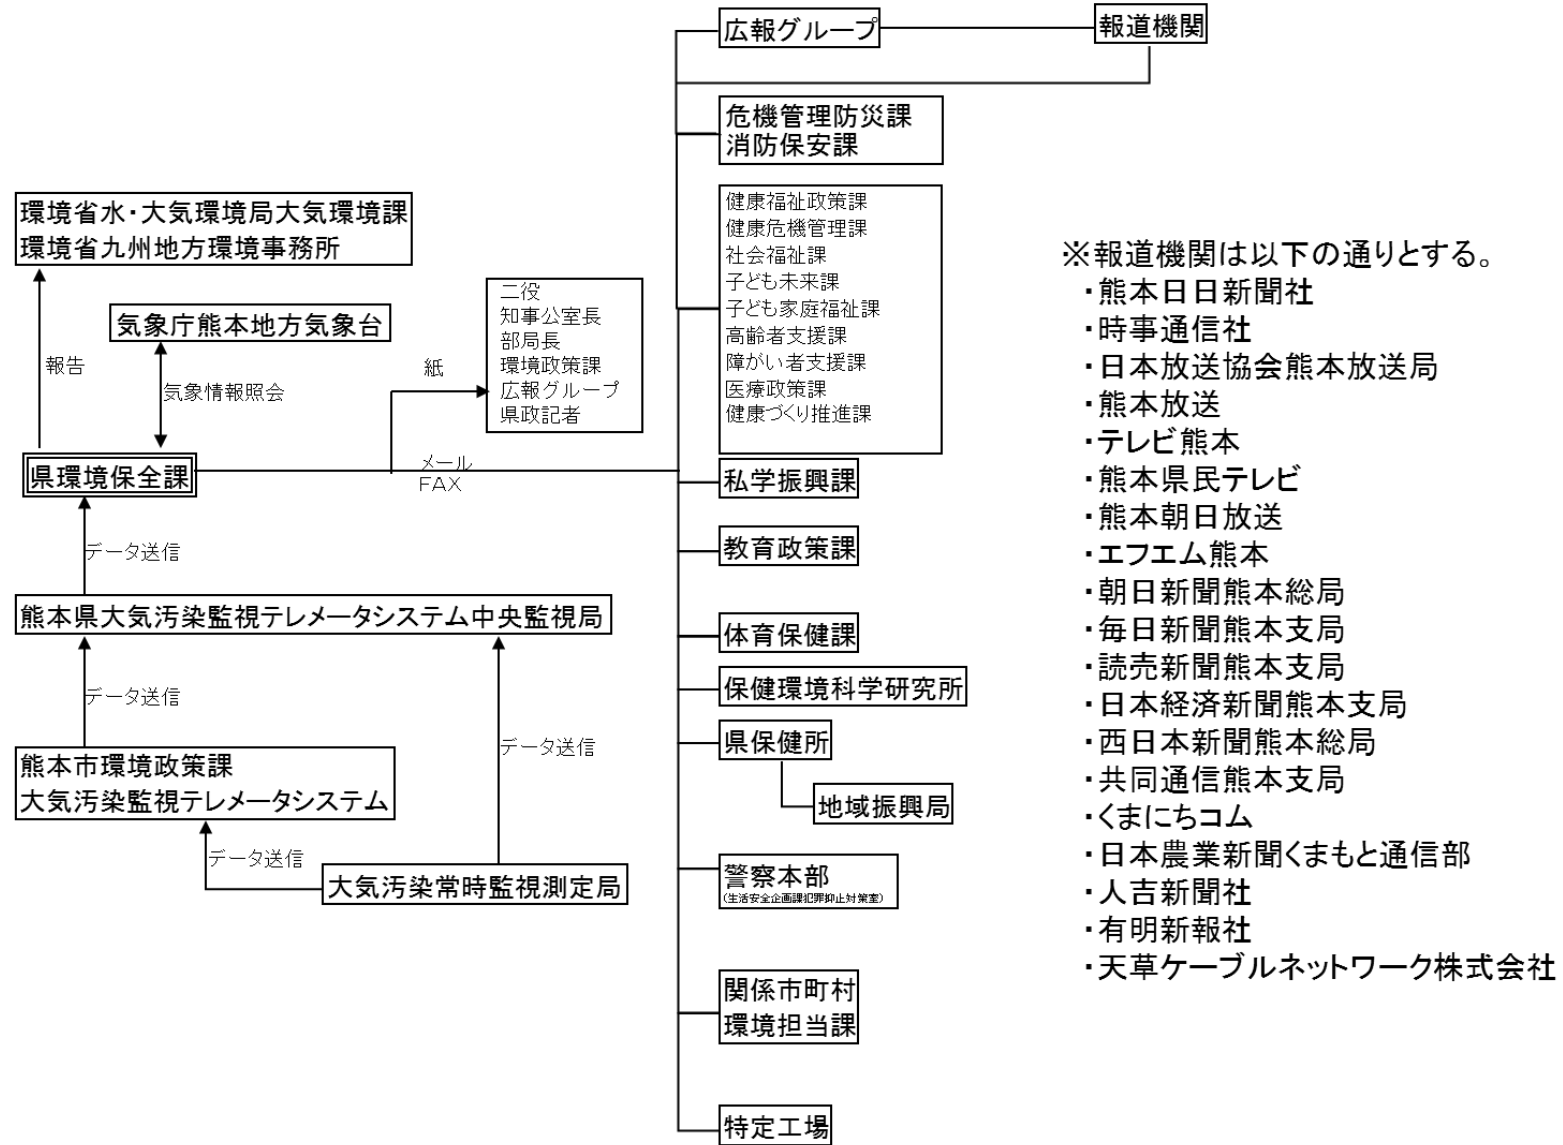 広報グループ
報道機関
危機管理防災課
消防保安課
環境省水・大気環境局大気環境課
環境省九州地方環境事務所
報告
気象庁熊本地方気象台
気象情報照会
紙
二役
知事公室長
部局長
環境政策課
広報グループ
県政記者
健康福祉政策課
健康危機管理課
社会福祉課
子ども未来課
子ども家庭福祉課
高齢者支援課
障がい者支援課
医療政策課
健康づくり推進課
県環境保全課
メール
FAX
私学振興課
データ送信
教育政策課
熊本県大気汚染監視テレメータシステム中央監視局
体育保健課
データ送信
保健環境科学研究所
熊本市環境政策課
大気汚染監視テレメータシステム
データ送信
県保健所
地域振興局
データ送信
大気汚染常時監視測定局
警察本部
(生活安全企画課犯罪抑止対策室)
関係市町村
環境担当課
特定工場
※報道機関は以下の通りとする。
・熊本日日新聞社
・時事通信社
・日本放送協会熊本放送局
・熊本放送
・テレビ熊本
・熊本県民テレビ
・熊本朝日放送
・エフエム熊本
・朝日新聞熊本総局
・毎日新聞熊本支局
・読売新聞熊本支局
・日本経済新聞熊本支局
・西日本新聞熊本総局
・共同通信熊本支局
・くまにちコム
・日本農業新聞くまもと通信部
・人吉新聞社
・有明新報社
・天草ケーブルネットワーク株式会社